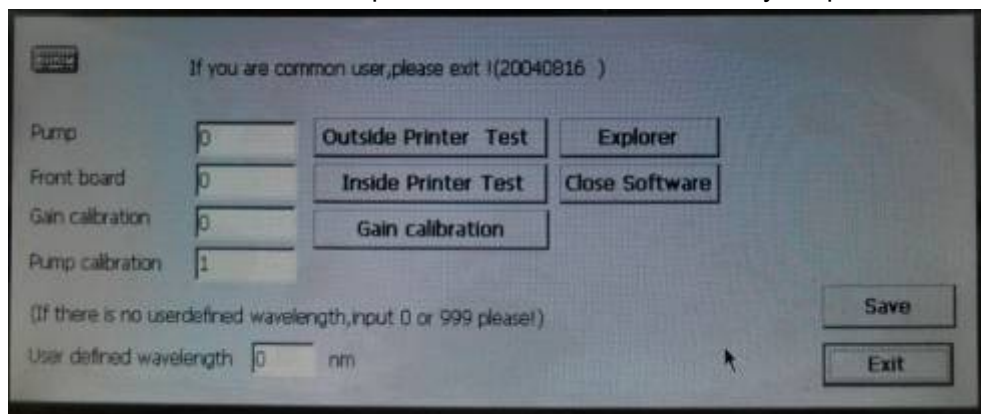 If you are common user,please exit !(20040816 )
Pump 0 Outside Printer Test Explorer
Front board 0 Inside Printer Test Close Software
Gain calibration 0 Gain calibration
Pump calibration 1
(If there is no userdefined wavelength,input 0 or 999 please!)
Save
User defined wavelength 0 nm
Exit